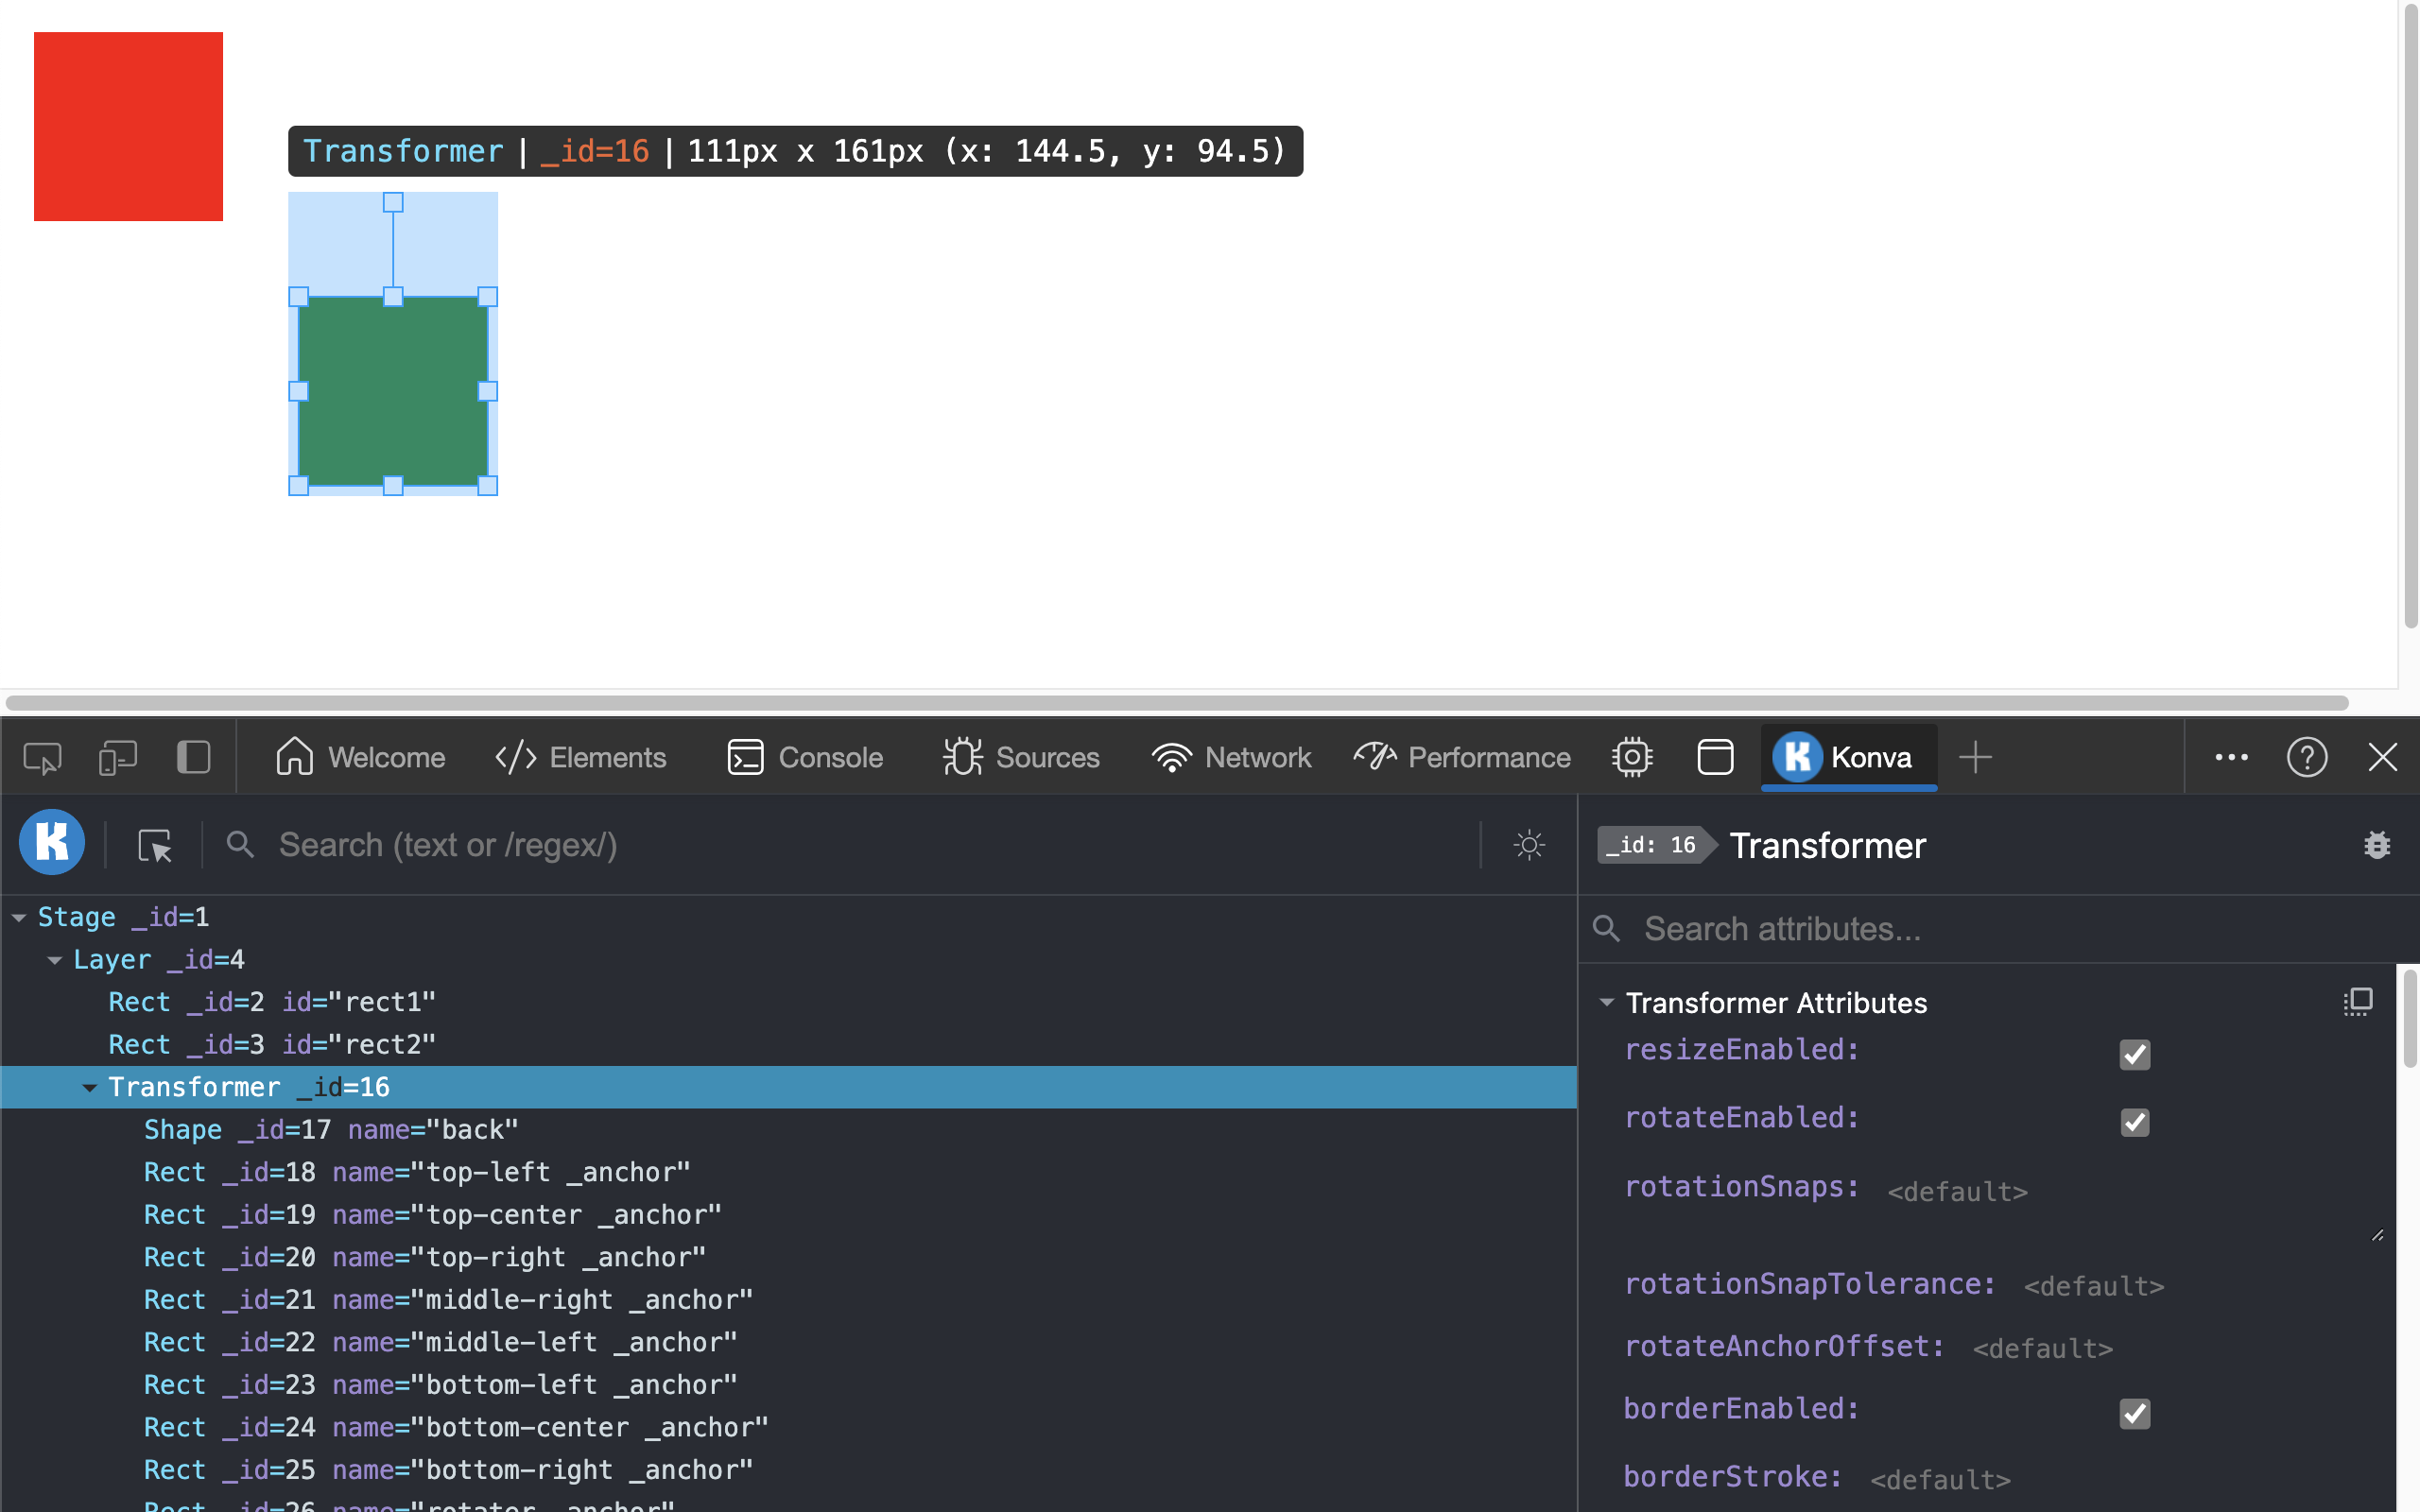 Transformer | _id=16 | 111px x 161px (x: 144.5, y: 94.5)
Welcome Elements Console Sources Network Performance Konva
Search (text or /regex/)
_id: 16 Transformer
Search attributes...
Stage _id=1
Layer _id=4
Rect _id=2 id="rect1"
Rect _id=3 id="rect2"
Transformer _id=16
Shape _id=17 name="back"
Rect _id=18 name="top-left _anchor"
Rect _id=19 name="top-center _anchor"
Rect _id=20 name="top-right _anchor"
Rect _id=21 name="middle-right _anchor"
Rect _id=22 name="middle-left _anchor"
Rect _id=23 name="bottom-left _anchor"
Rect _id=24 name="bottom-center _anchor"
Rect _id=25 name="bottom-right _anchor"
Rect _id=26 name="rotater _anchor"
Transformer Attributes
resizeEnabled:
rotateEnabled:
rotationSnaps: <default>
rotationSnapTolerance: <default>
rotateAnchorOffset: <default>
borderEnabled:
borderStroke: <default>